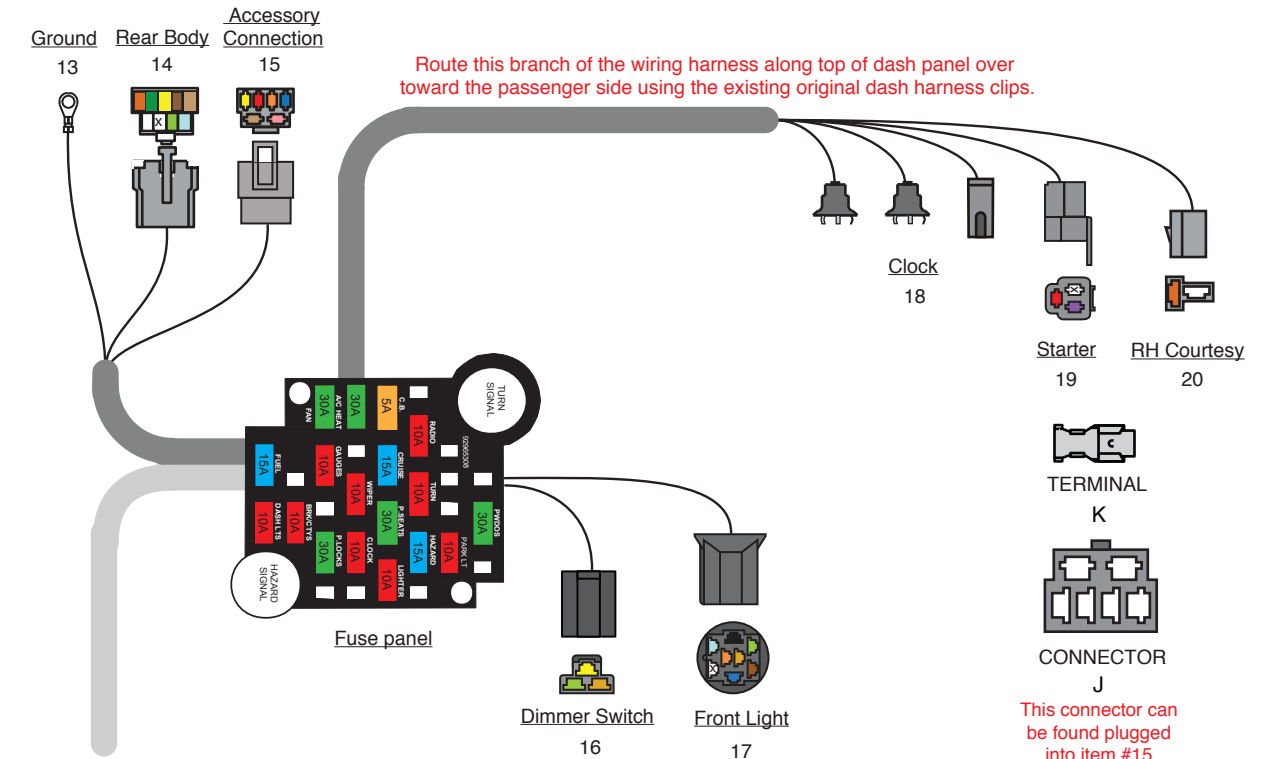 Ground
13
Rear Body
14
Accessory
Connection
15
Route this branch of the wiring harness along top of dash panel over
toward the passenger side using the existing original dash harness clips.
X
Clock
18
X
Starter
19
RH Courtesy
20
TURN
SIGNAL
FAN
30A
A/C HEAT
30A
5A
C.B.
10A
RADIO
92965308
FUEL
15A
10A
GAUGES
10A
WIPER
15A
CRUISE
10A
TURN
30A
PWDOS
10A
DASH LTS
10A
BRK/CTYS
30A
P.LOCKS
10A
CLOCK
30A
P.SEATS
15A
HAZARD
10A
PARK LT
10A
LIGHTER
HAZARD
SIGNAL
Fuse panel
X
Dimmer Switch
16
Front Light
17
C
TERMINAL
K
CONNECTOR
J
This connector can
be found plugged
into item #15